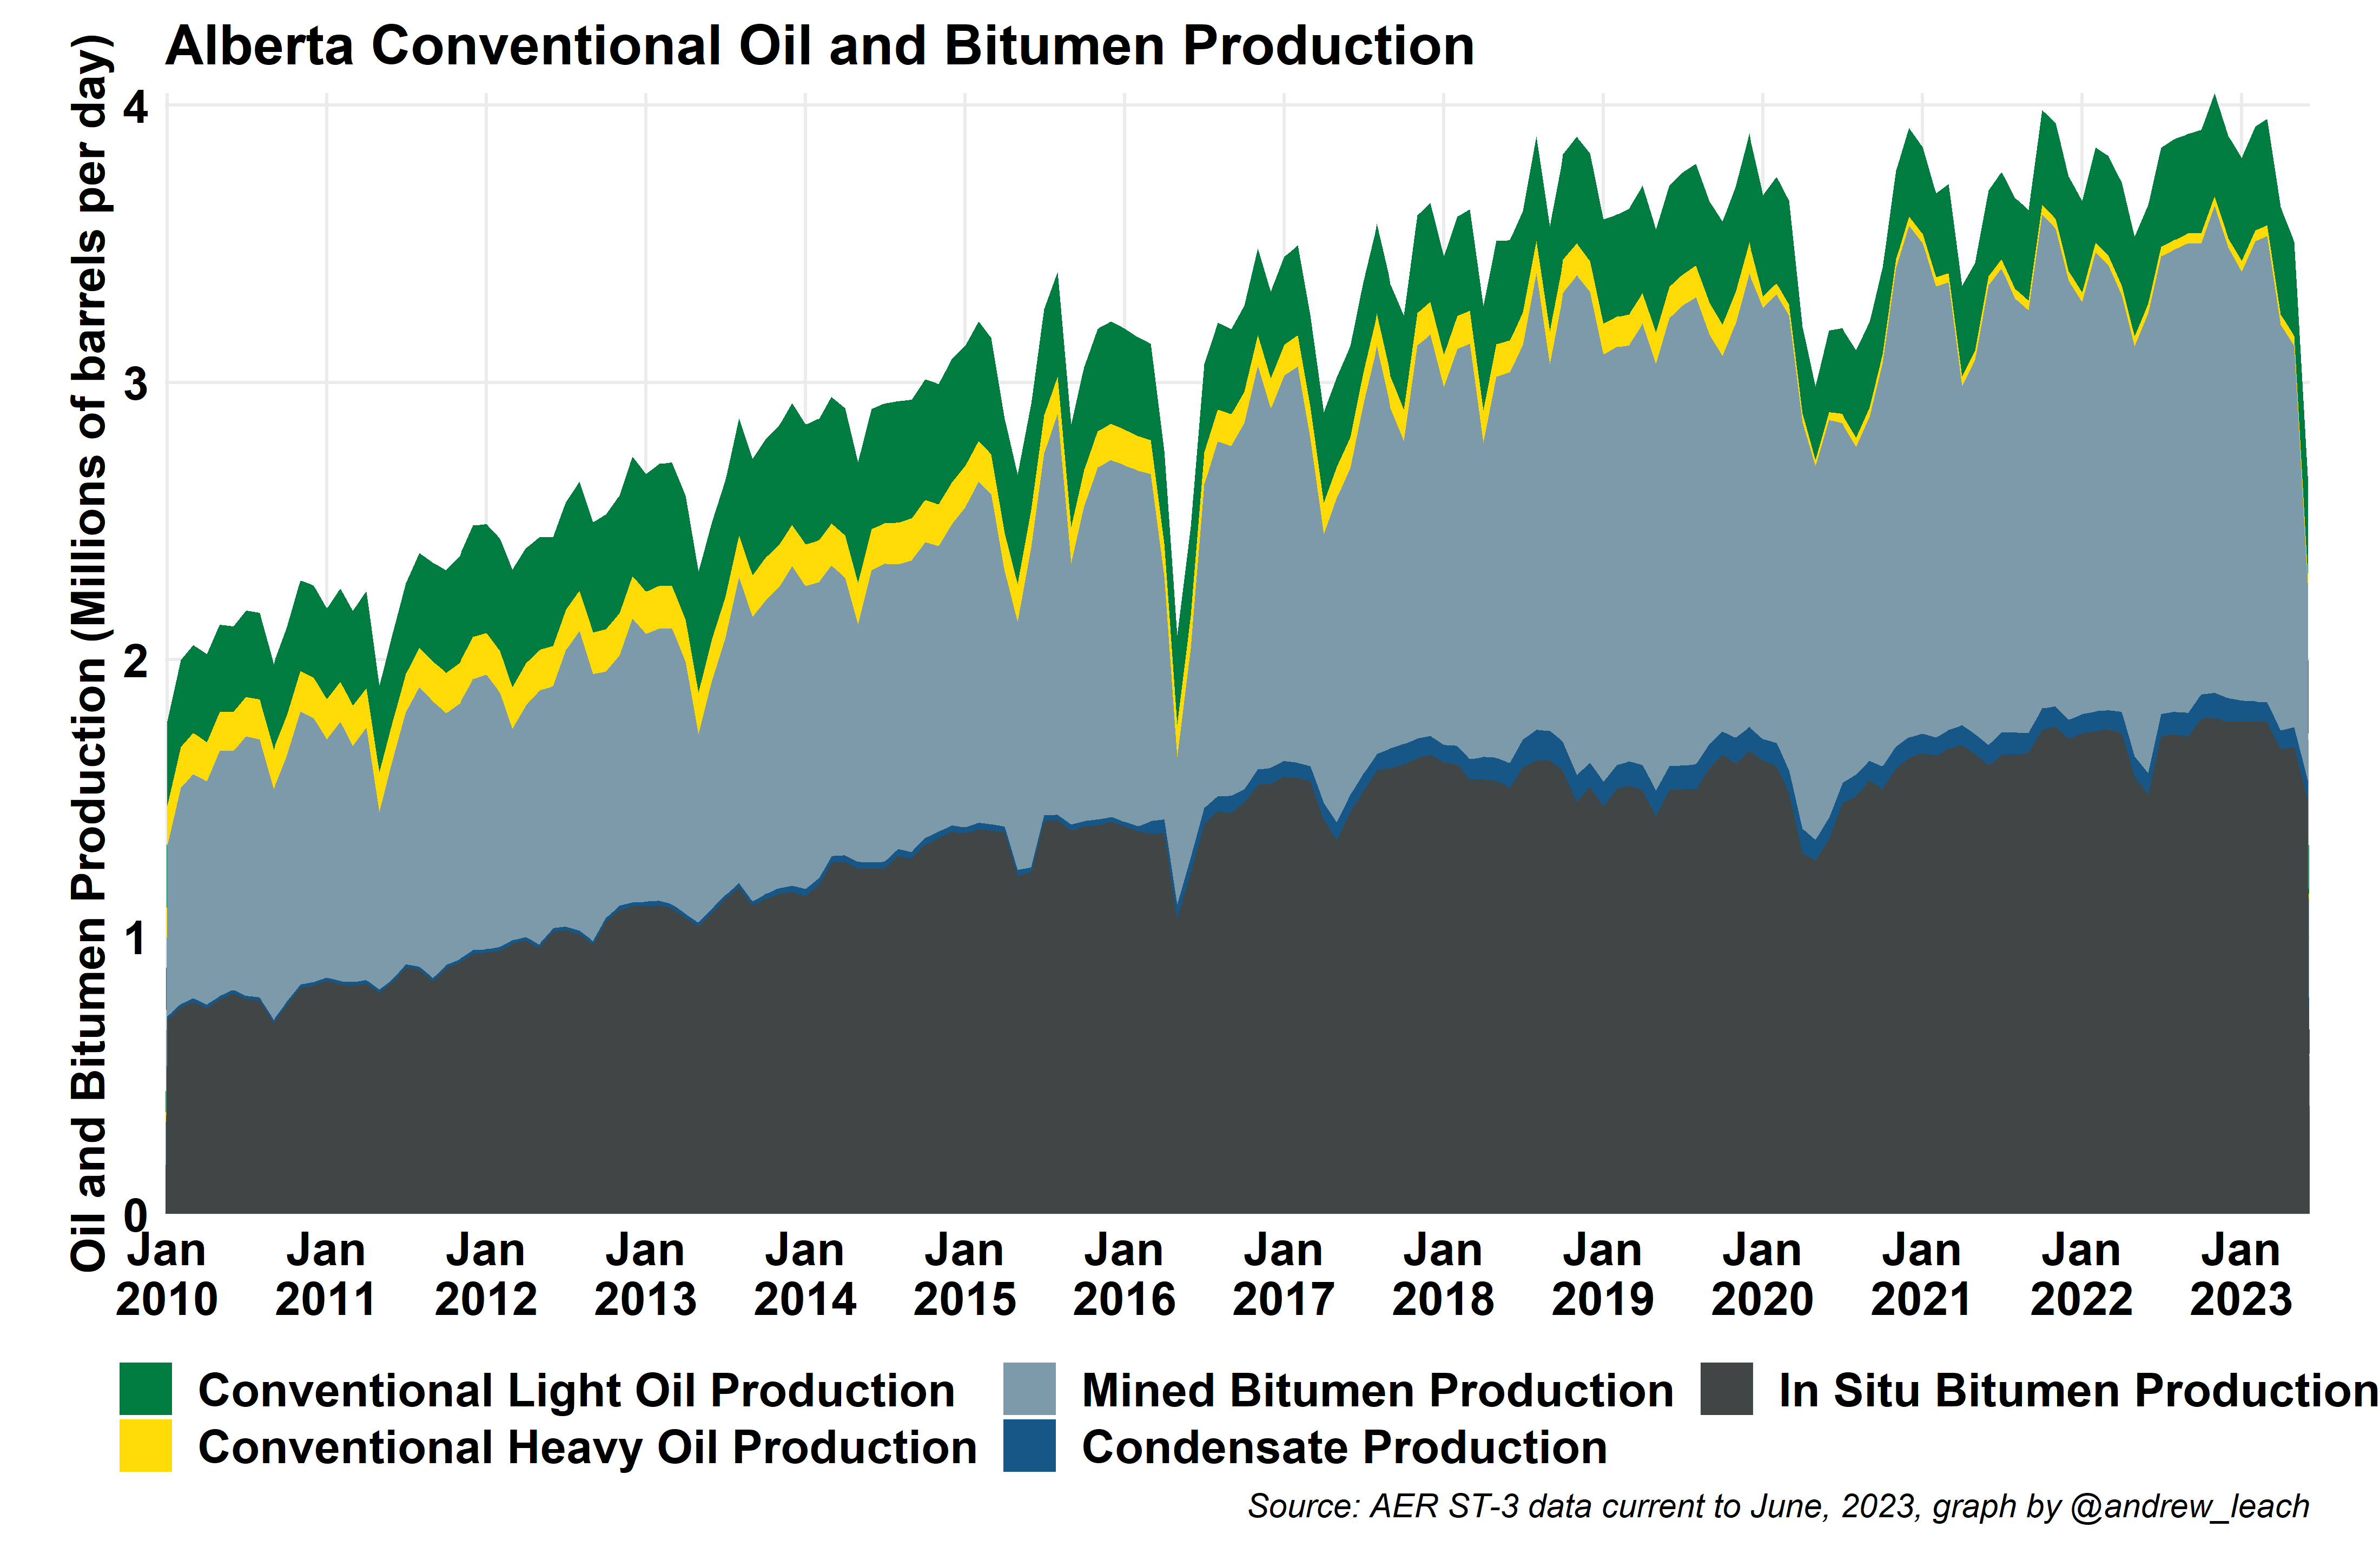 Alberta Conventional Oil and Bitumen Production
Oil and Bitumen Production (Millions of barrels per day)
4
3
2
1
0
Jan Jan Jan Jan Jan Jan Jan Jan Jan Jan Jan Jan Jan Jan
2010 2011 2012 2013 2014 2015 2016 2017 2018 2019 2020 2021 2022 2023
Conventional Light Oil Production Mined Bitumen Production In Situ Bitumen Production
Conventional Heavy Oil Production Condensate Production
Source: AER ST-3 data current to June, 2023, graph by @andrew_leach